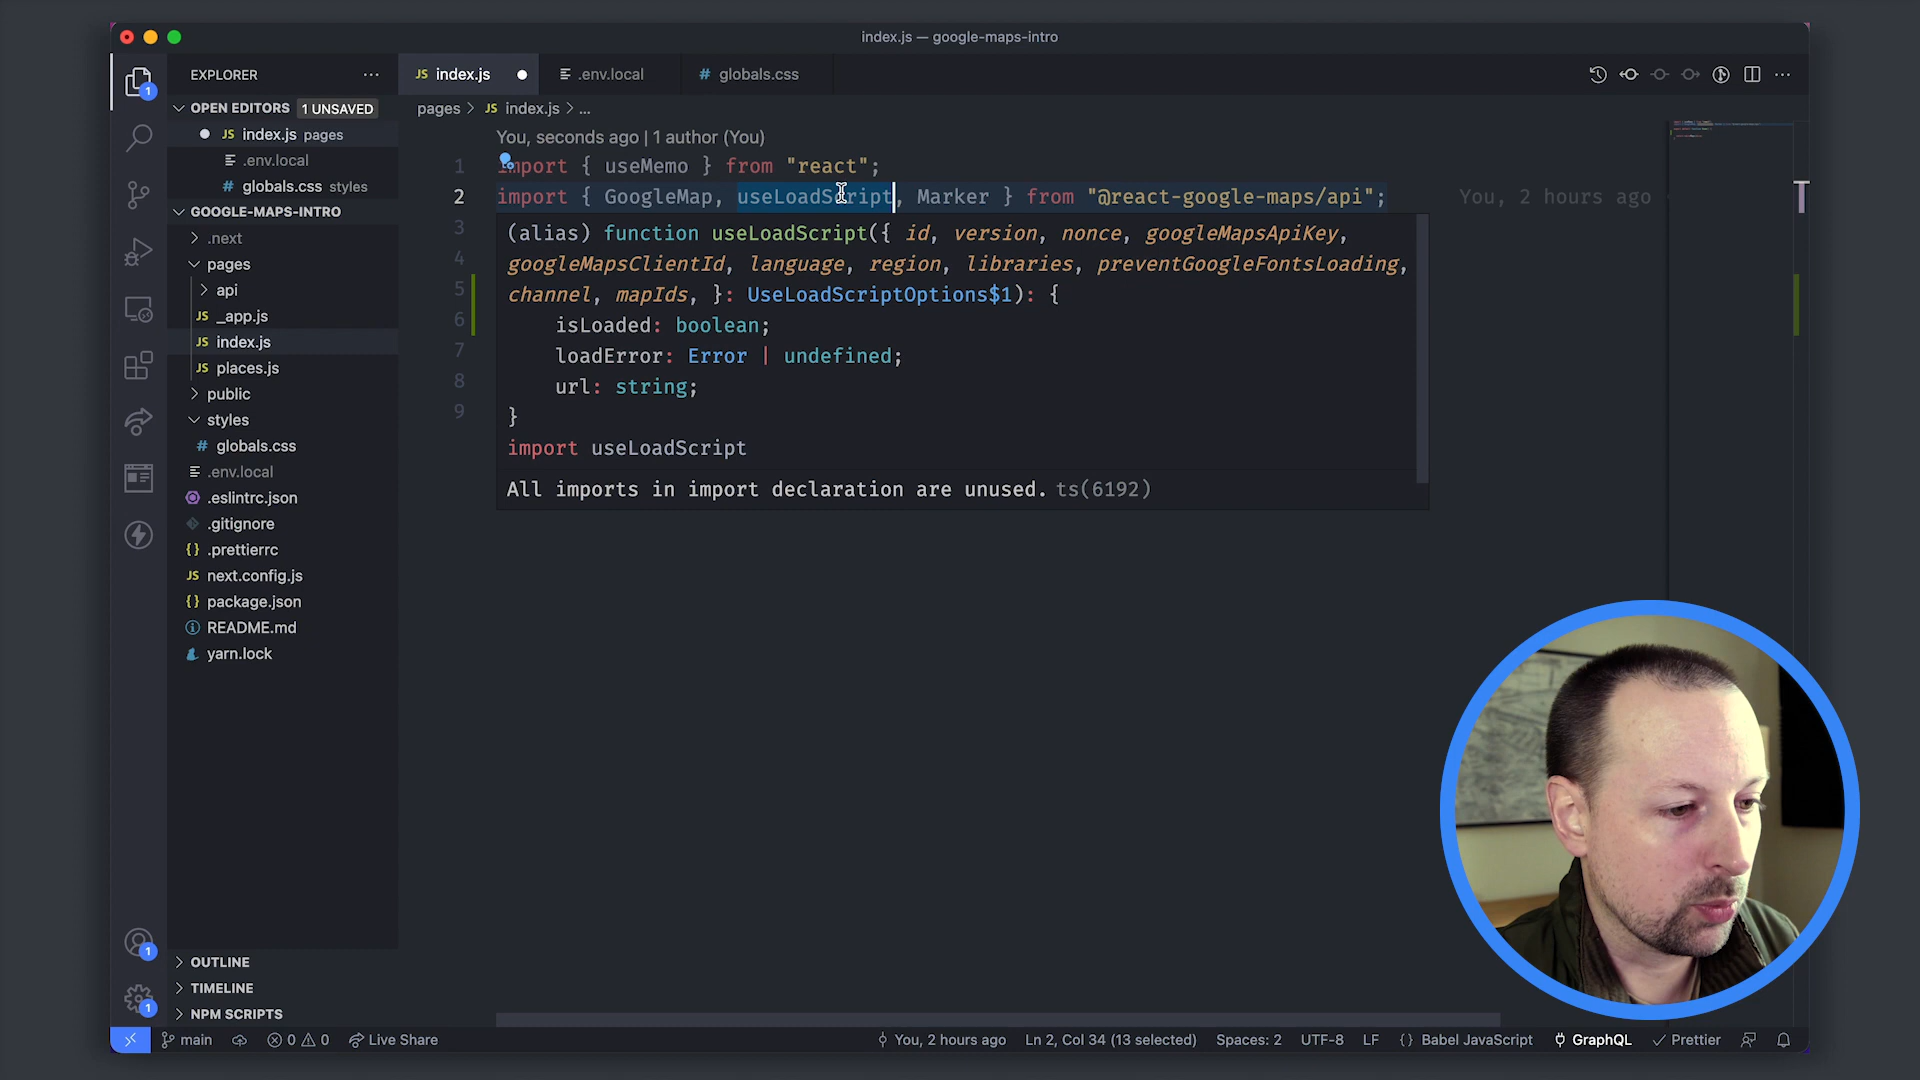 index.js — google-maps-intro
EXPLORER
index.js
.env.local
# globals.css
OPEN EDITORS 1 UNSAVED
index.js pages
.env.local
# globals.css styles
GOOGLE-MAPS-INTRO
.next
pages
api
JS _app.js
JS index.js
JS places.js
public
styles
# globals.css
.env.local
.eslintrc.json
.gitignore
{} .prettierrc
JS next.config.js
{} package.json
README.md
yarn.lock
OUTLINE
TIMELINE
NPM SCRIPTS
pages > JS index.js > ...
You, seconds ago | 1 author (You)
1 import { useMemo } from "react";
2 import { GoogleMap, useLoadScript, Marker } from "@react-google-maps/api"; You, 2 hours ago
3
4
5
6
7
8
9
(alias) function useLoadScript({ id, version, nonce, googleMapsApiKey,
googleMapsClientId, language, region, libraries, preventGoogleFontsLoading,
channel, mapIds, }: UseLoadScriptOptions$1): {
isLoaded: boolean;
loadError: Error | undefined;
url: string;
}
import useLoadScript
All imports in import declaration are unused. ts(6192)
1
1
1
main 0 0 Live Share You, 2 hours ago Ln 2, Col 34 (13 selected) Spaces: 2 UTF-8 LF {} Babel JavaScript GraphQL Prettier